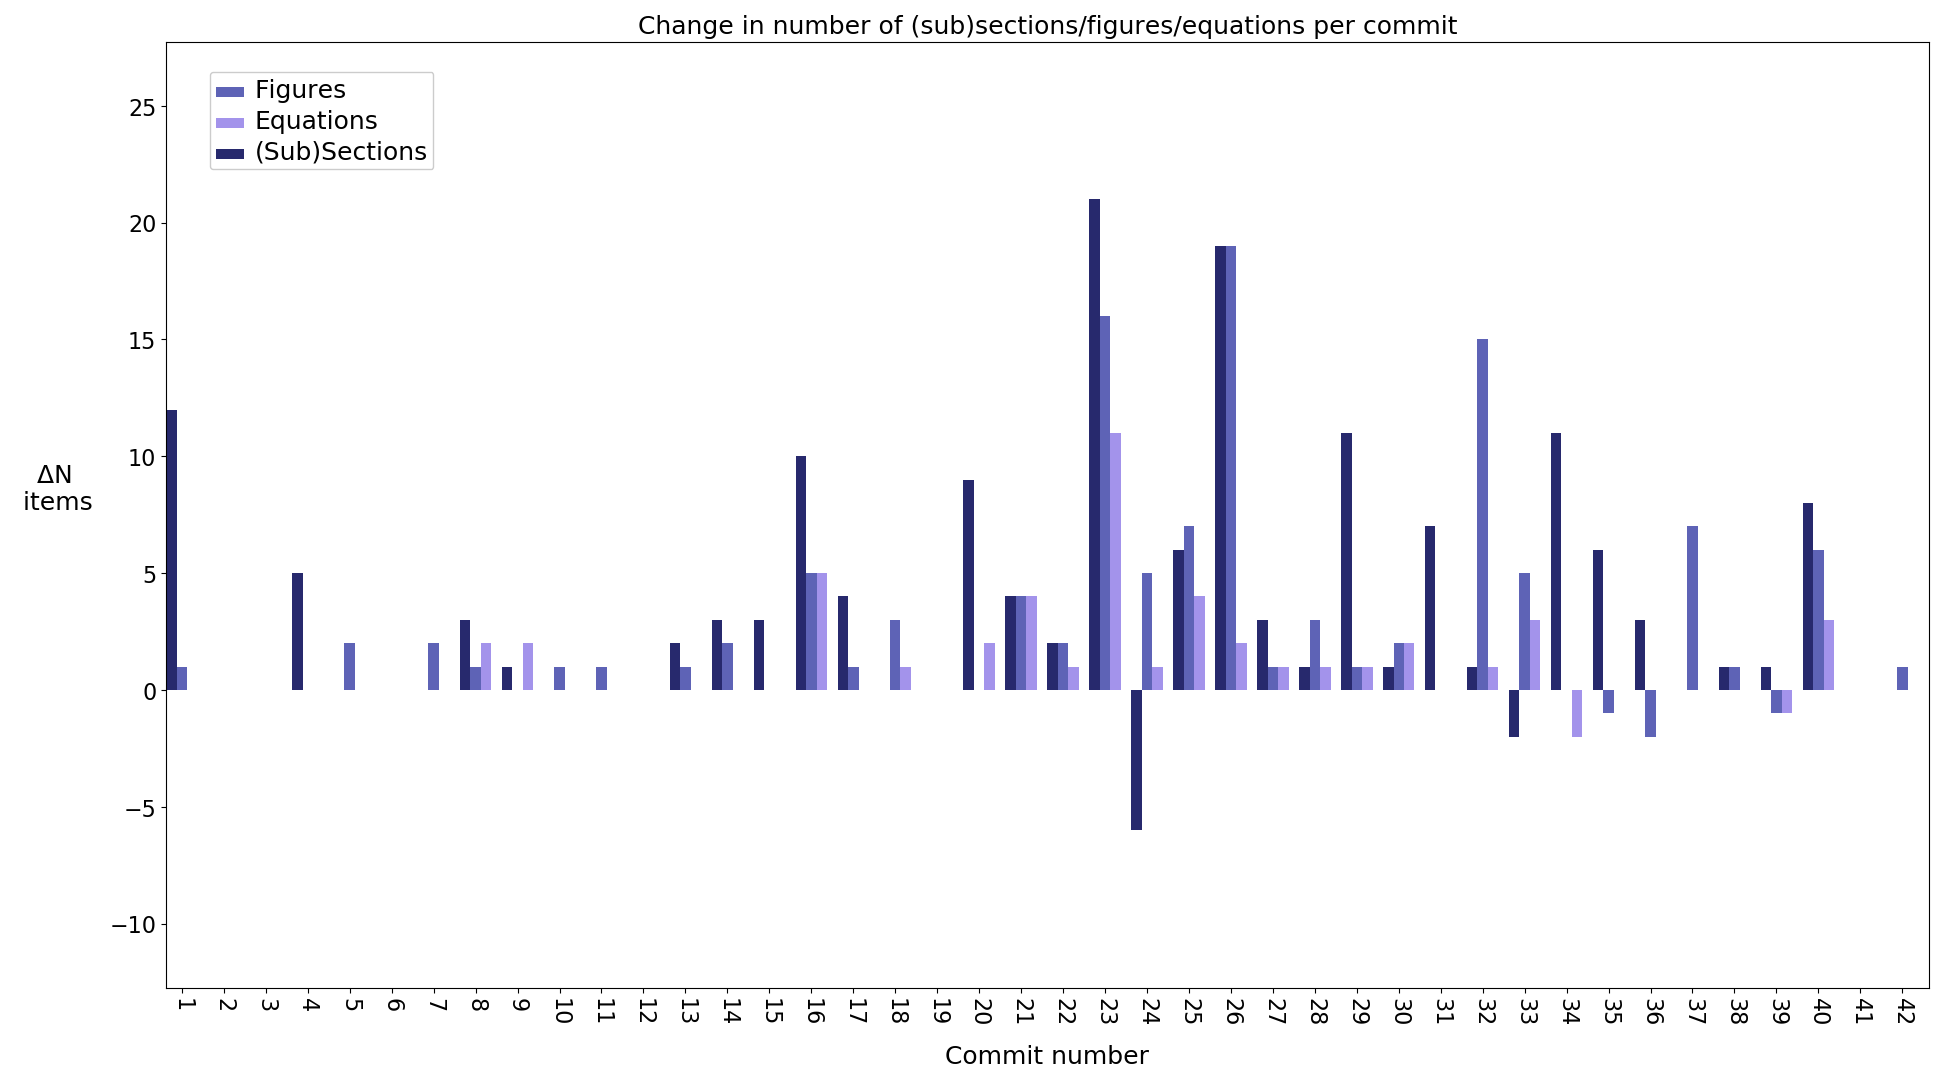 Change in number of (sub)sections/figures/equations per commit
Figures
Equations
(Sub)Sections
25
20
15
10
5
0
−5
−10
ΔN
items
1 2 3 4 5 6 7 8 9 10 11 12 13 14 15 16 17 18 19 20 21 22 23 24 25 26 27 28 29 30 31 32 33 34 35 36 37 38 39 40 41 42
Commit number